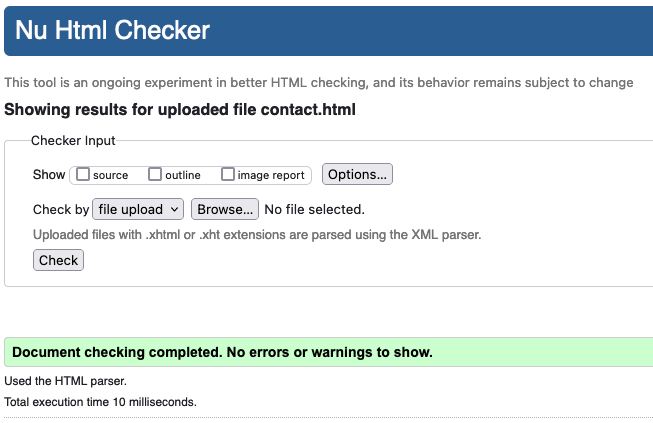 Nu Html Checker
This tool is an ongoing experiment in better HTML checking, and its behavior remains subject to change
Showing results for uploaded file contact.html
Checker Input
Show source outline image report Options...
Check by file upload Browse... No file selected.
Uploaded files with .xhtml or .xht extensions are parsed using the XML parser.
Check
Document checking completed. No errors or warnings to show.
Used the HTML parser.
Total execution time 10 milliseconds.